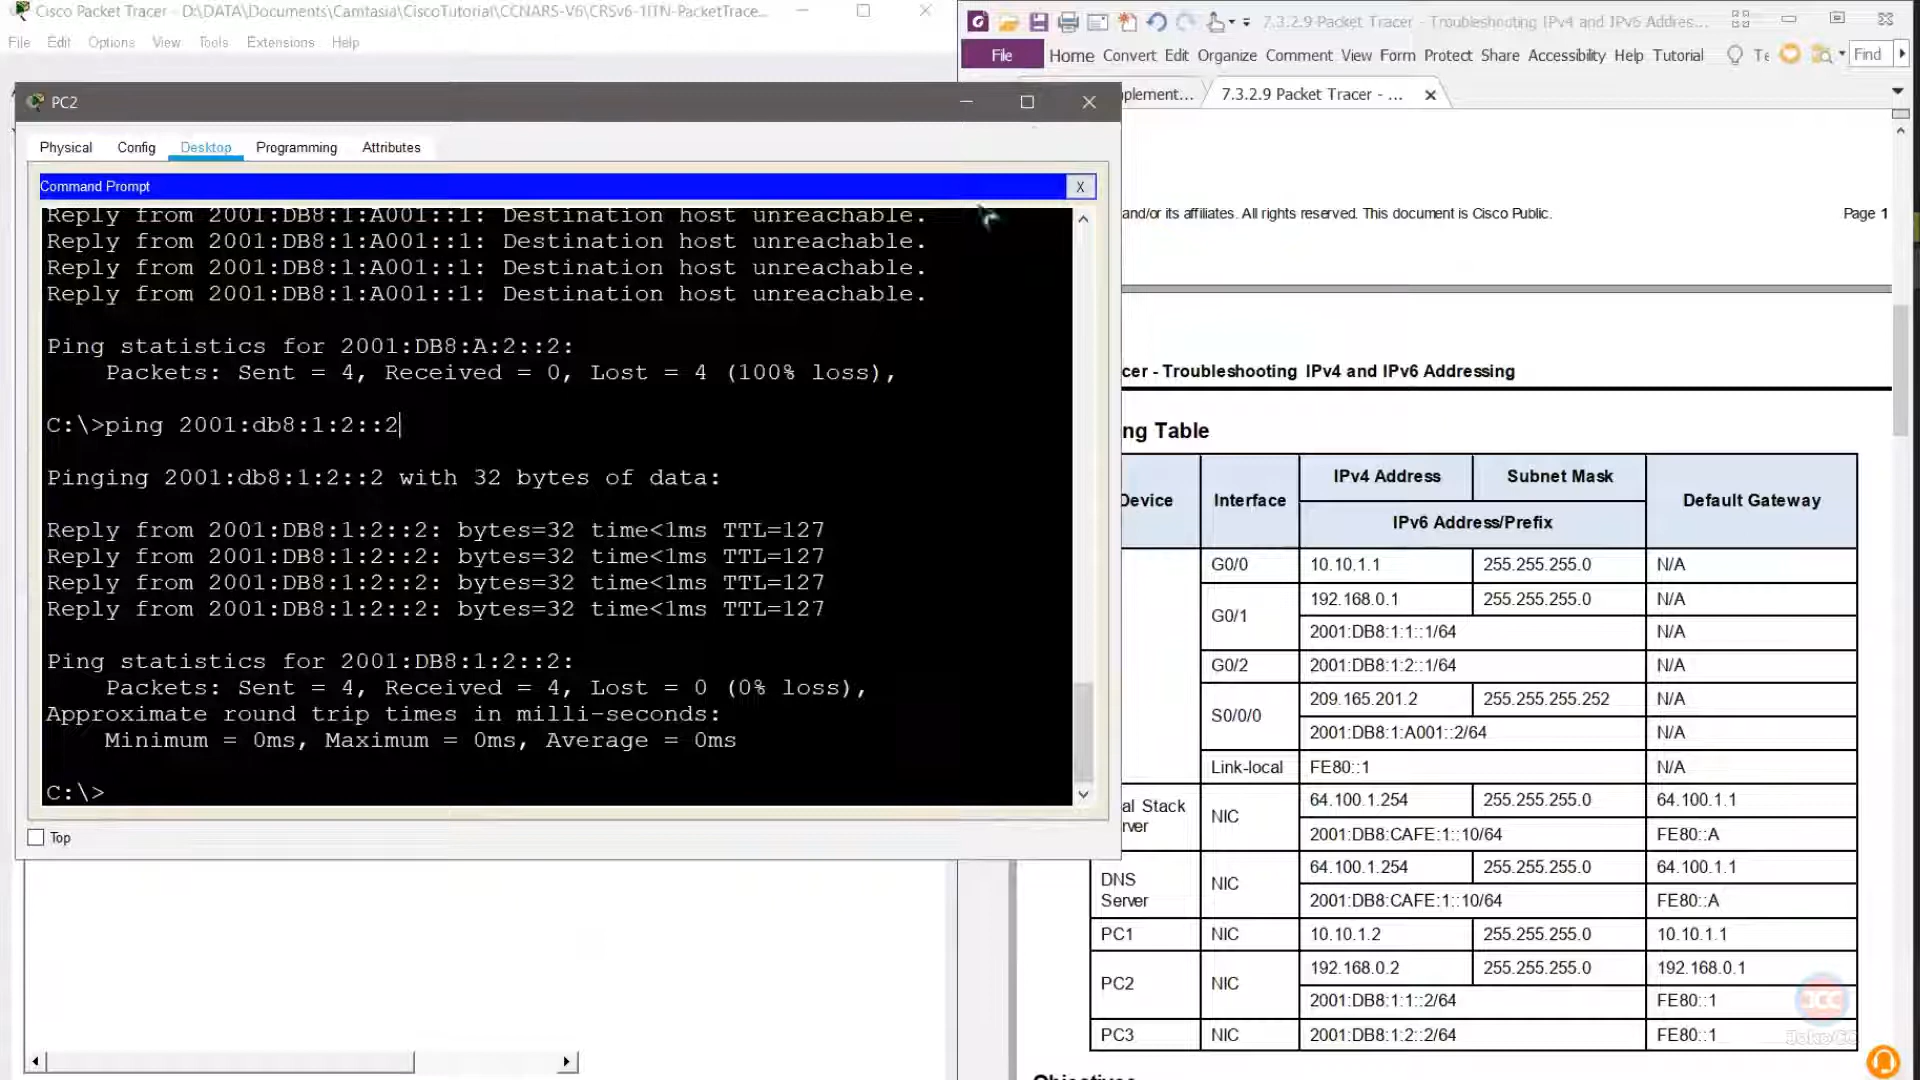 Cisco Packet Tracer - D:\DATA\Documents\Camtasia\CiscoTutorial\CCNARS-V6\CRSv6-1ITN-PacketTrace...
File Edit Options View Tools Extensions Help
PC2
Physical Config Desktop Programming Attributes
Command Prompt
X
Reply from 2001:DB8:1:A001::1: Destination host unreachable.
Reply from 2001:DB8:1:A001::1: Destination host unreachable.
Reply from 2001:DB8:1:A001::1: Destination host unreachable.
Reply from 2001:DB8:1:A001::1: Destination host unreachable.
Ping statistics for 2001:DB8:A:2::2:
Packets: Sent = 4, Received = 0, Lost = 4 (100% loss),
C:\>ping 2001:db8:1:2::2
Pinging 2001:db8:1:2::2 with 32 bytes of data:
Reply from 2001:DB8:1:2::2: bytes=32 time<1ms TTL=127
Reply from 2001:DB8:1:2::2: bytes=32 time<1ms TTL=127
Reply from 2001:DB8:1:2::2: bytes=32 time<1ms TTL=127
Reply from 2001:DB8:1:2::2: bytes=32 time<1ms TTL=127
Ping statistics for 2001:DB8:1:2::2:
Packets: Sent = 4, Received = 4, Lost = 0 (0% loss),
Approximate round trip times in milli-seconds:
Minimum = 0ms, Maximum = 0ms, Average = 0ms
C:\>
Top
7.3.2.9 Packet Tracer - Troubleshooting IPv4 and IPv6 Addres...
File Home Convert Edit Organize Comment View Form Protect Share Accessibility Help Tutorial Te Find
plement... 7.3.2.9 Packet Tracer - ...
and/or its affiliates. All rights reserved. This document is Cisco Public. Page 1
cer - Troubleshooting IPv4 and IPv6 Addressing
ng Table
Device Interface IPv4 Address Subnet Mask Default Gateway
IPv6 Address/Prefix
G0/0 10.10.1.1 255.255.255.0 N/A
G0/1 192.168.0.1 255.255.255.0 N/A
2001:DB8:1:1::1/64 N/A
G0/2 2001:DB8:1:2::1/64 N/A
S0/0/0 209.165.201.2 255.255.255.252 N/A
2001:DB8:1:A001::2/64 N/A
Link-local FE80::1 N/A
al Stack
rver NIC 64.100.1.254 255.255.255.0 64.100.1.1
2001:DB8:CAFE:1::10/64 FE80::A
DNS
Server NIC 64.100.1.254 255.255.255.0 64.100.1.1
2001:DB8:CAFE:1::10/64 FE80::A
PC1 NIC 10.10.1.2 255.255.255.0 10.10.1.1
PC2 NIC 192.168.0.2 255.255.255.0 192.168.0.1
2001:DB8:1:1::2/64 FE80::1
PC3 NIC 2001:DB8:1:2::2/64 FE80::1